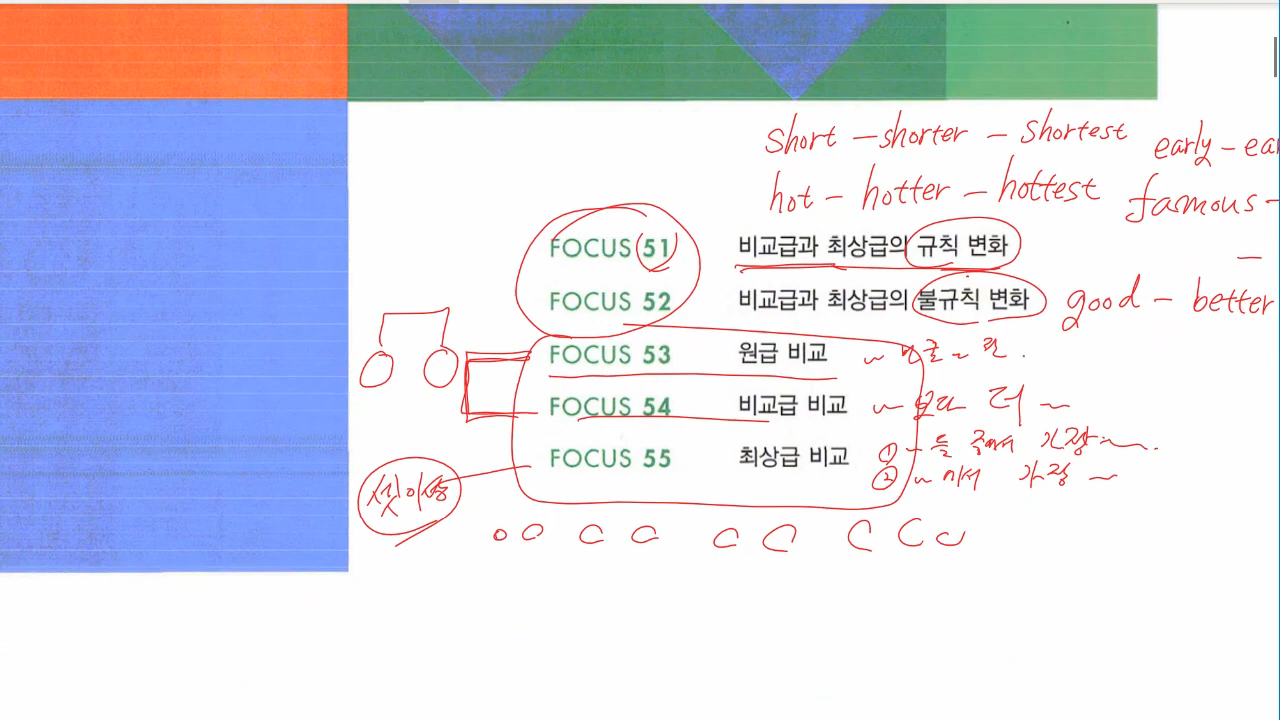 short - shorter - shortest
early - ea
hot - hotter - hottest
famous -
FOCUS 51 비교급과 최상급의 규칙 변화
FOCUS 52 비교급과 최상급의 불규칙 변화
good - better
FOCUS 53 원급 비교 ~ 만큼 ~ 한.
FOCUS 54 비교급 비교 ~ 보다 더 ~
FOCUS 55 최상급 비교
① ~ 들 중에서 가장 ~.
② ~ 에서 가장 ~
셋 이상